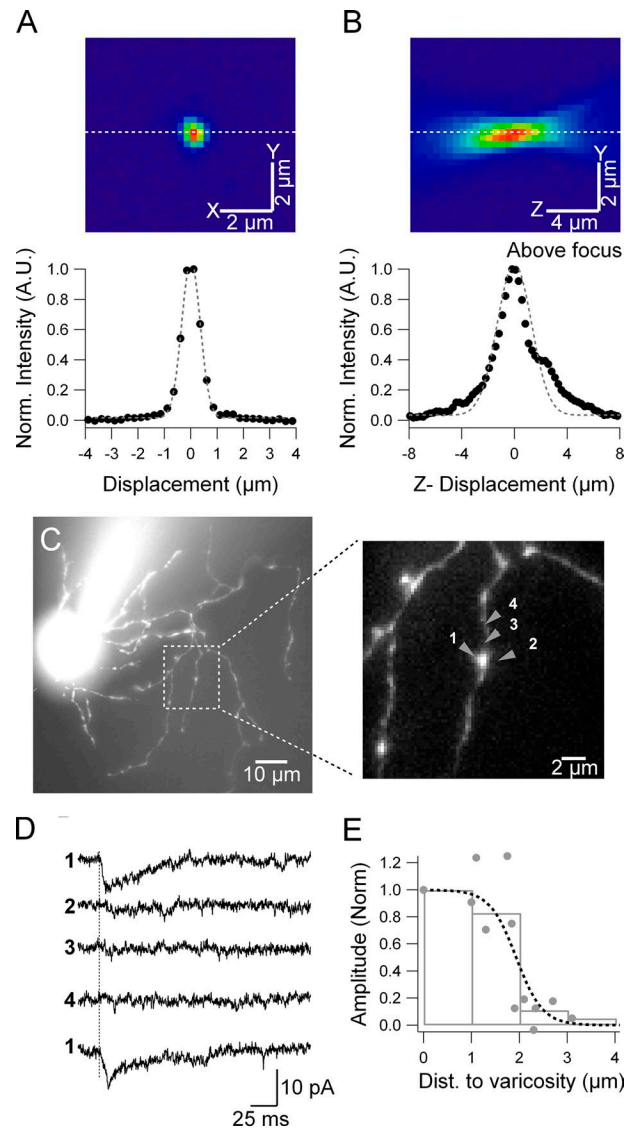 A
B
X
Y
2 µm
2 µm
Z
Y
4 µm
2 µm
Above focus
Norm. Intensity (A.U.)
1.0
0.8
0.6
0.4
0.2
0.0
-4 -3 -2 -1 0 1 2 3 4
Displacement (µm)
Norm. Intensity (A.U.)
1.0
0.8
0.6
0.4
0.2
0.0
-8 -4 0 4 8
Z- Displacement (µm)
C
10 µm
4
3
1 2
2 µm
D
1
2
3
4
1
10 pA
25 ms
E
Amplitude (Norm)
1.2
1.0
0.8
0.6
0.4
0.2
0.0
0 1 2 3 4
Dist. to varicosity (µm)